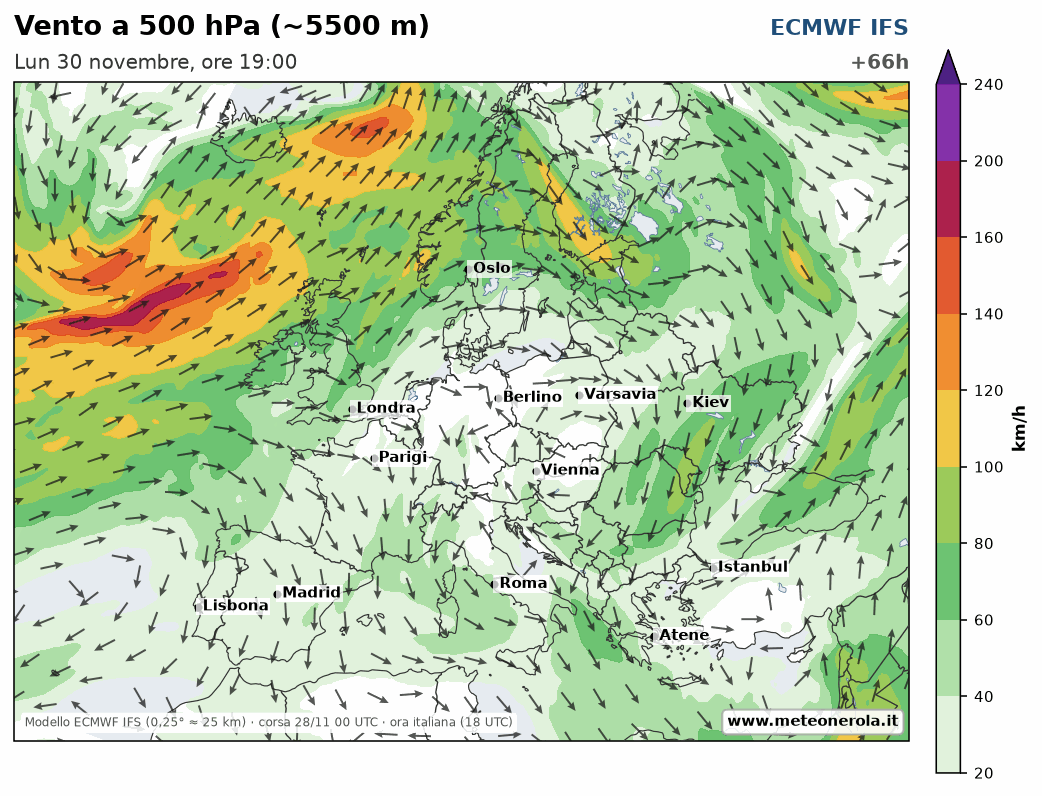 Vento a 500 hPa (~5500 m)
ECMWF IFS
Lun 30 novembre, ore 19:00
+66h
240
200
160
140
120
100
80
60
40
20
km/h
Oslo
Berlino
Varsavia
Kiev
Londra
Parigi
Vienna
Istanbul
Roma
Madrid
Lisbona
Atene
Modello ECMWF IFS (0,25° ≈ 25 km) · corsa 28/11 00 UTC · ora italiana (18 UTC)
www.meteonerola.it